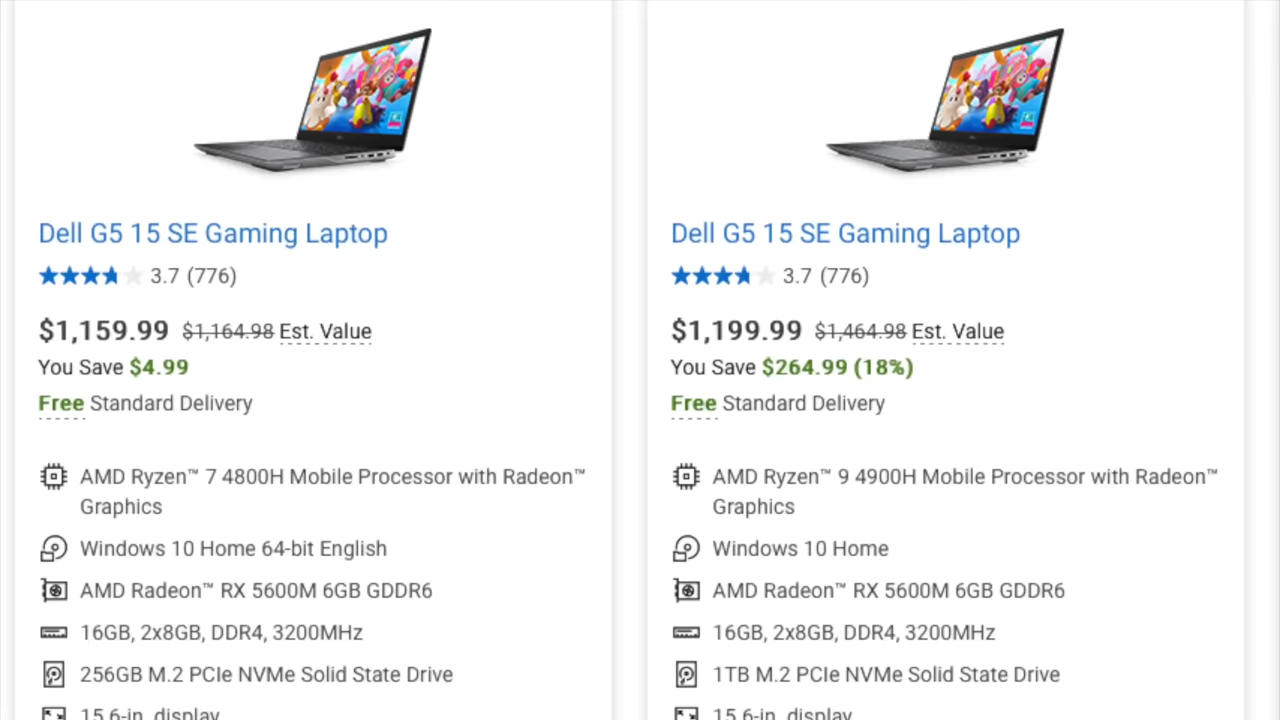 Dell G5 15 SE Gaming Laptop
3.7 (776)
$1,159.99 $1,164.98 Est. Value
You Save $4.99
Free Standard Delivery
AMD Ryzen™ 7 4800H Mobile Processor with Radeon™
Graphics
Windows 10 Home 64-bit English
AMD Radeon™ RX 5600M 6GB GDDR6
16GB, 2x8GB, DDR4, 3200MHz
256GB M.2 PCIe NVMe Solid State Drive
15.6-in. display
Dell G5 15 SE Gaming Laptop
3.7 (776)
$1,199.99 $1,464.98 Est. Value
You Save $264.99 (18%)
Free Standard Delivery
AMD Ryzen™ 9 4900H Mobile Processor with Radeon™
Graphics
Windows 10 Home
AMD Radeon™ RX 5600M 6GB GDDR6
16GB, 2x8GB, DDR4, 3200MHz
1TB M.2 PCIe NVMe Solid State Drive
15.6-in. display